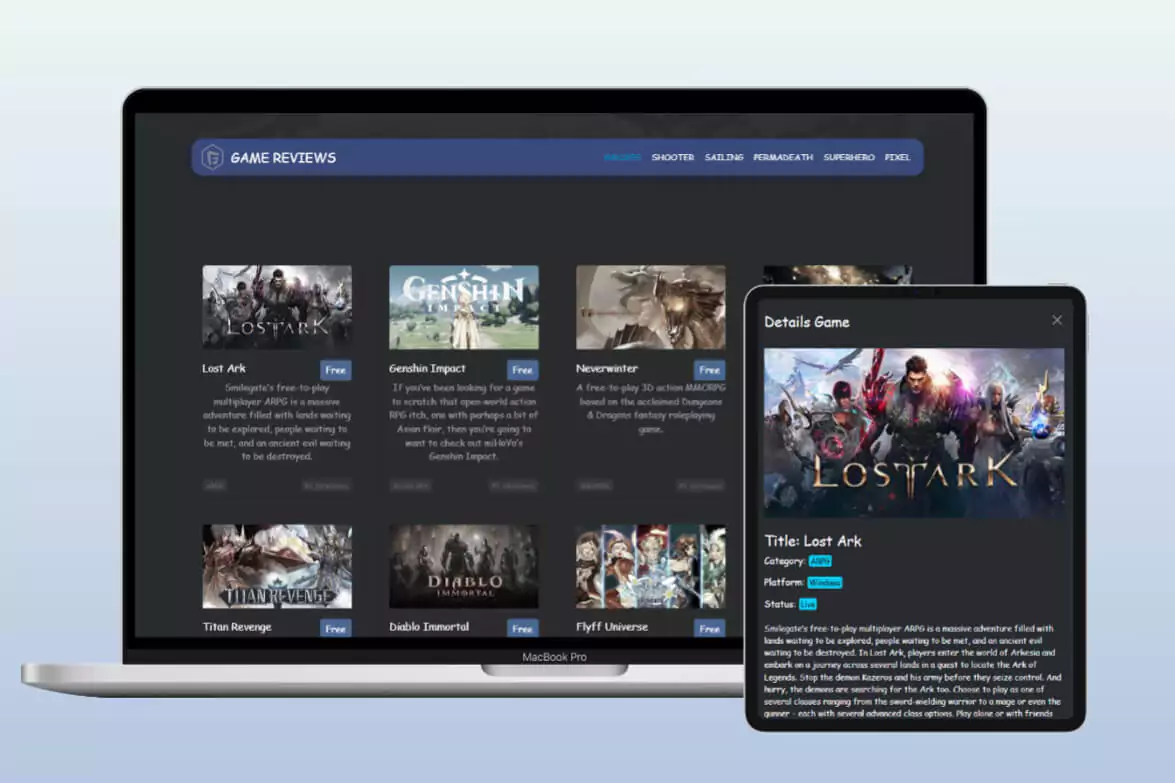 GAME REVIEWS
MMORPG SHOOTER SAILING PERMADEATH SUPERHERO PIXEL
LOST ARK
GENSHIN
IMPACT
Lost Ark
Free
Smilegate's free-to-play
multiplayer ARPG is a massive
adventure filled with lands waiting
to be explored, people waiting to
be met, and an ancient evil waiting
to be destroyed.
Genshin Impact
Free
If you've been looking for a game
to scratch that open-world action
RPG itch, one with perhaps a bit of
Asian flair, then you're going to
want to check out miHoYo's
Genshin Impact.
Neverwinter
Free
A free-to-play 3D action MMORPG
based on the acclaimed Dungeons
& Dragons fantasy roleplaying
game.
TITAN REVENGE
DIABLO
IMMORTAL
Titan Revenge
Free
Diablo Immortal
Free
Flyff Universe
Free
MacBook Pro
Details Game
LOST ARK
Title: Lost Ark
Category: ARPG
Platform: Windows
Status: Live
Smilegate's free-to-play multiplayer ARPG is a massive adventure filled with
lands waiting to be explored, people waiting to be met, and an ancient evil
waiting to be destroyed. In Lost Ark, players enter the world of Arkesia and
embark on a journey across several lands in a quest to locate the Ark of
Legends. Stop the demon Kazeros and his army before they seize control. And
hurry, the demons are searching for the Ark too. Choose to play as one of
several classes ranging from the sword-wielding warrior to a mage or even the
gunner - each with several advanced class options. Play alone or with friends